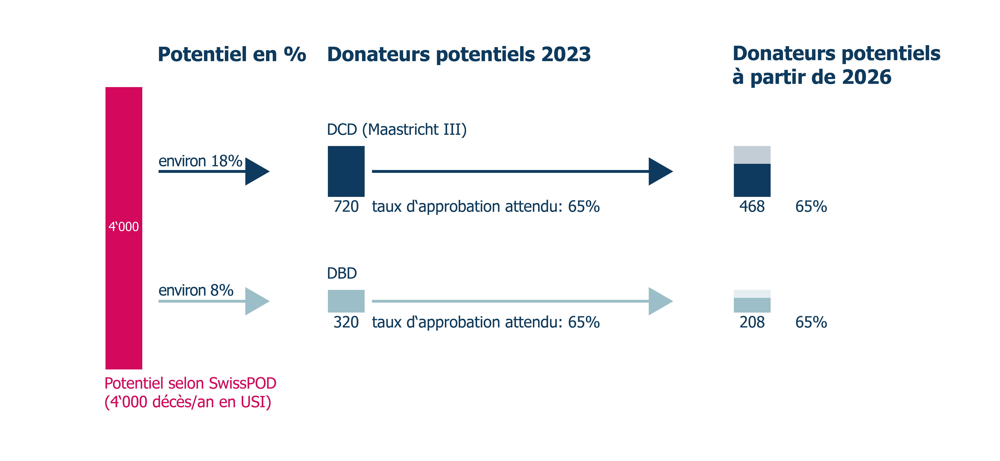 Potentiel en %
Donateurs potentiels 2023
Donateurs potentiels
à partir de 2026
DCD (Maastricht III)
environ 18%
720
taux d‘approbation attendu: 65%
468
65%
4‘000
DBD
environ 8%
320
taux d‘approbation attendu: 65%
208
65%
Potentiel selon SwissPOD
(4‘000 décès/an en USI)